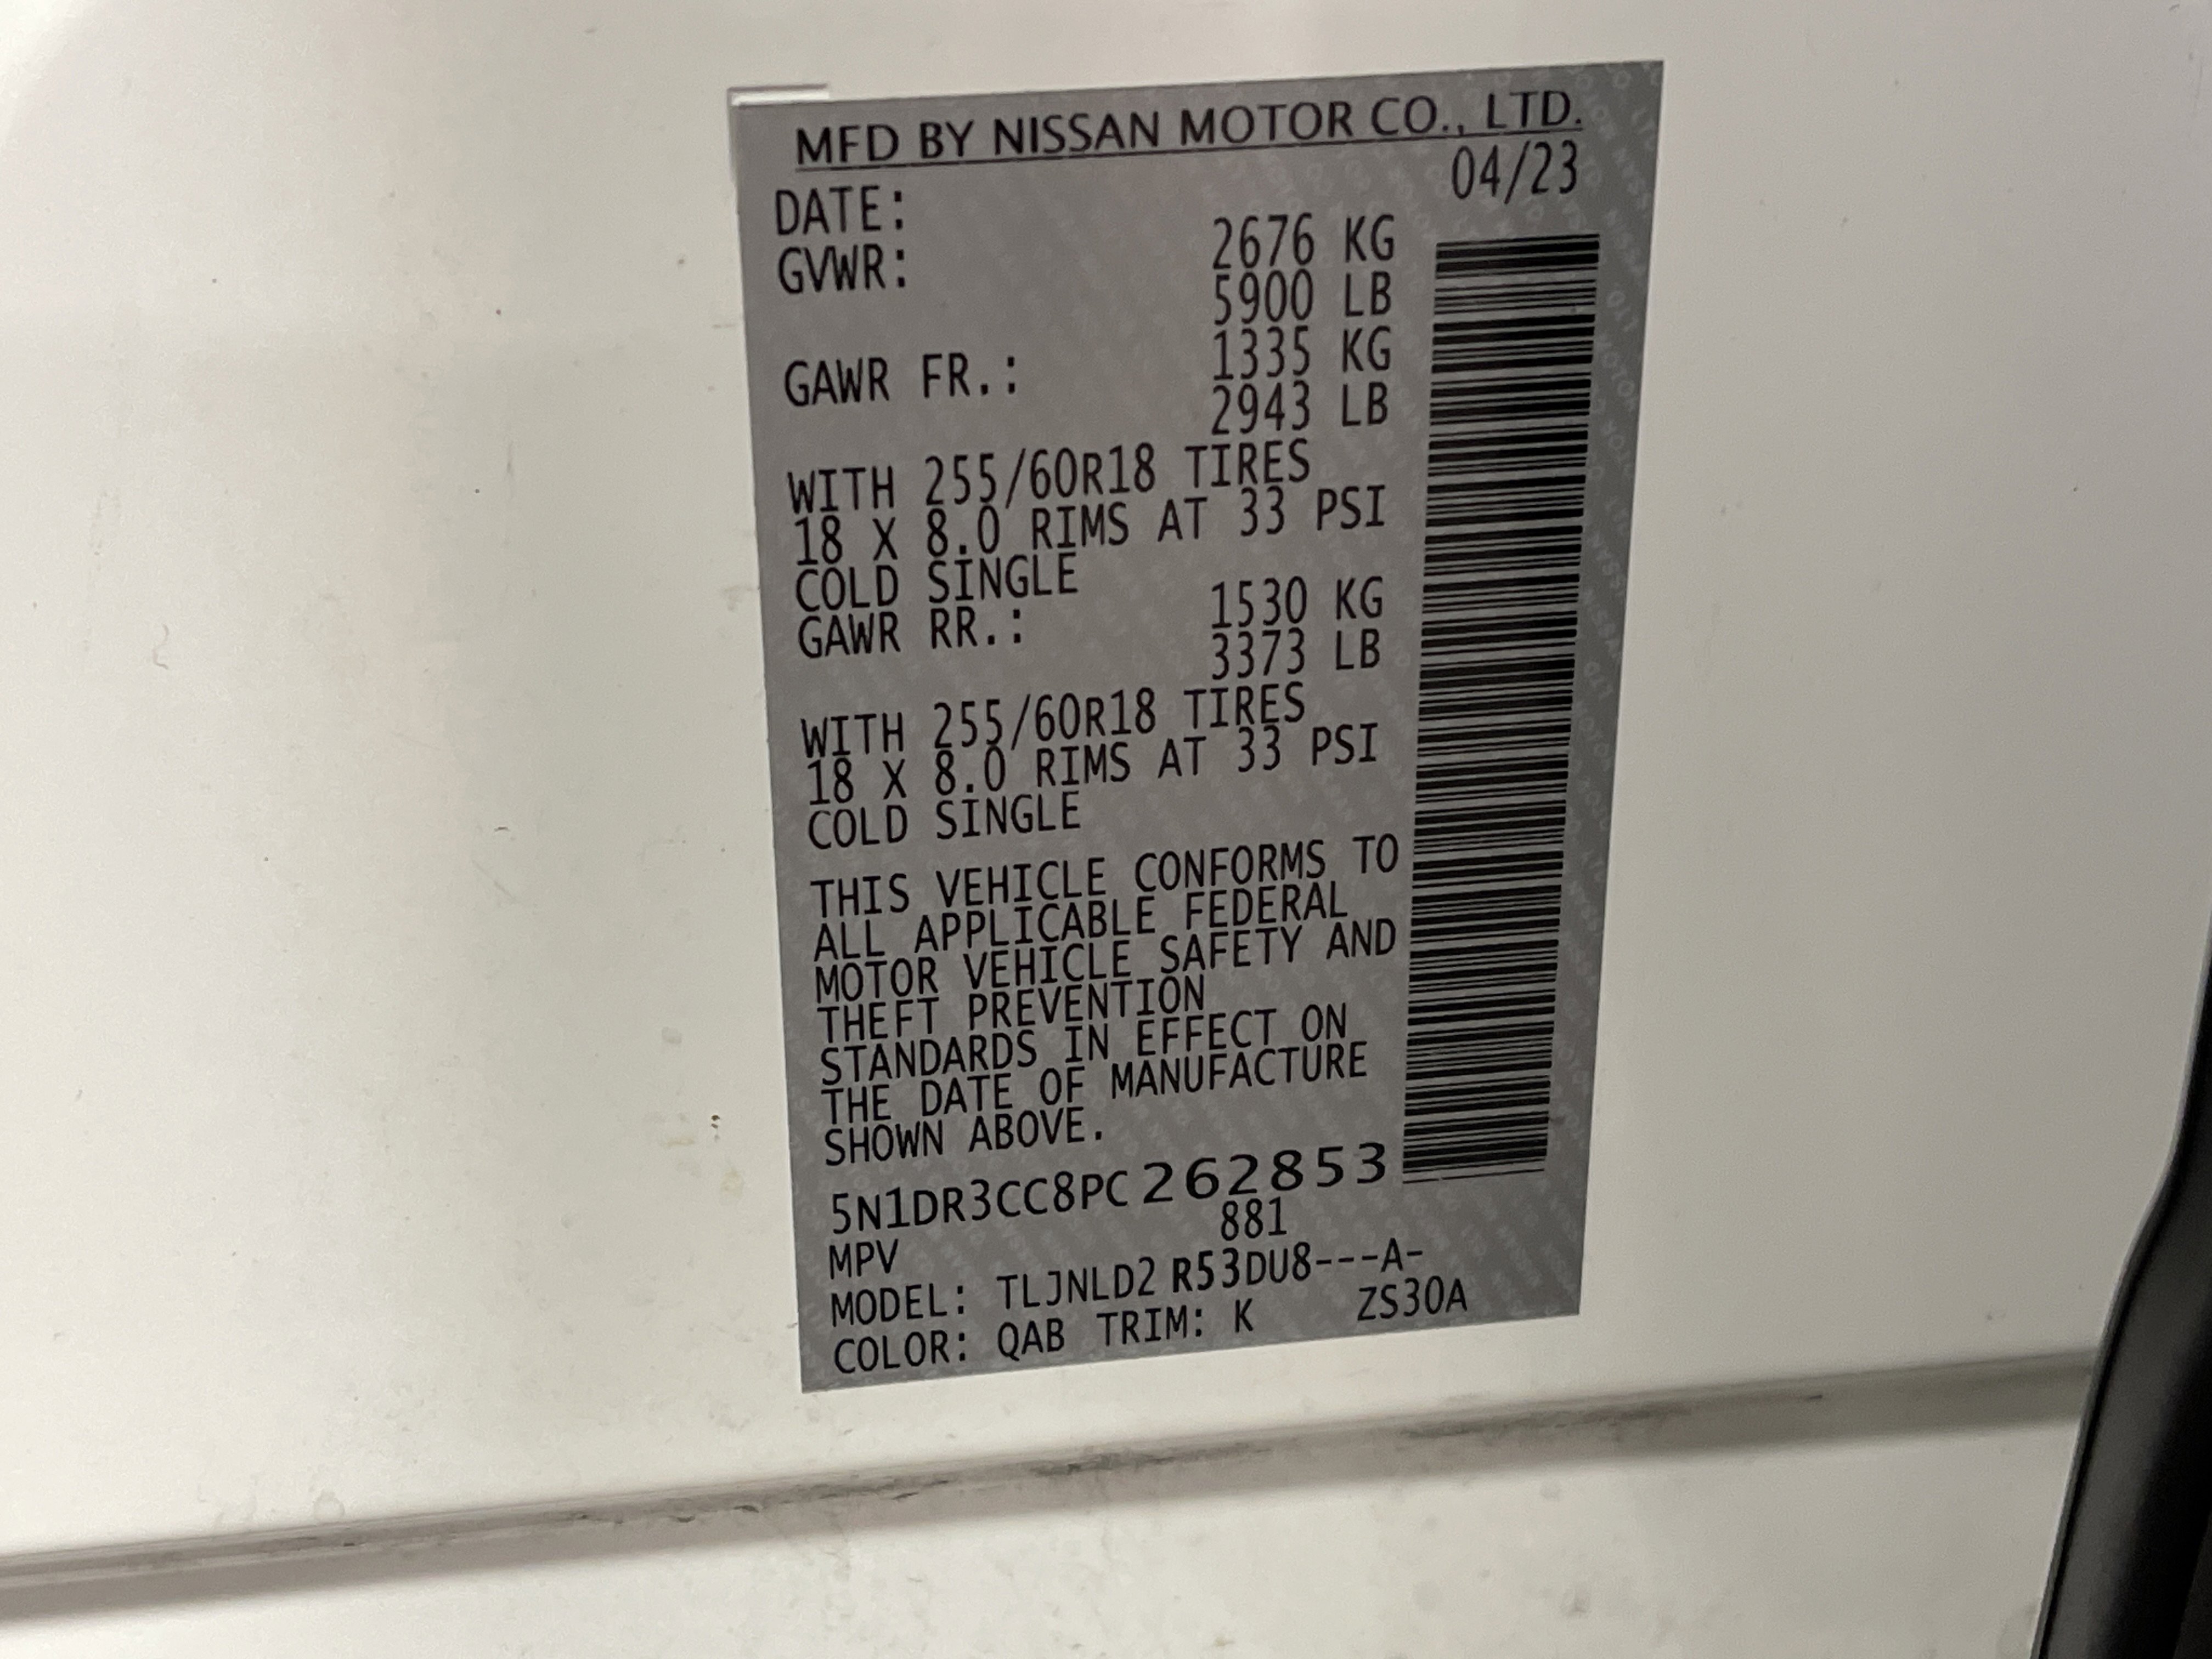 MFD BY NISSAN MOTOR CO., LTD.
DATE: 04/23
GVWR: 2676 KG
5900 LB
GAWR FR.: 1335 KG
2943 LB
WITH 255/60R18 TIRES
18 X 8.0 RIMS AT 33 PSI
COLD SINGLE
GAWR RR.: 1530 KG
3373 LB
WITH 255/60R18 TIRES
18 X 8.0 RIMS AT 33 PSI
COLD SINGLE
THIS VEHICLE CONFORMS TO
ALL APPLICABLE FEDERAL
MOTOR VEHICLE SAFETY AND
THEFT PREVENTION
STANDARDS IN EFFECT ON
THE DATE OF MANUFACTURE
SHOWN ABOVE.
5N1DR3CC8PC262853
MPV 881
MODEL: TLJNLD2 R53DU8---A-
COLOR: QAB TRIM: K ZS30A